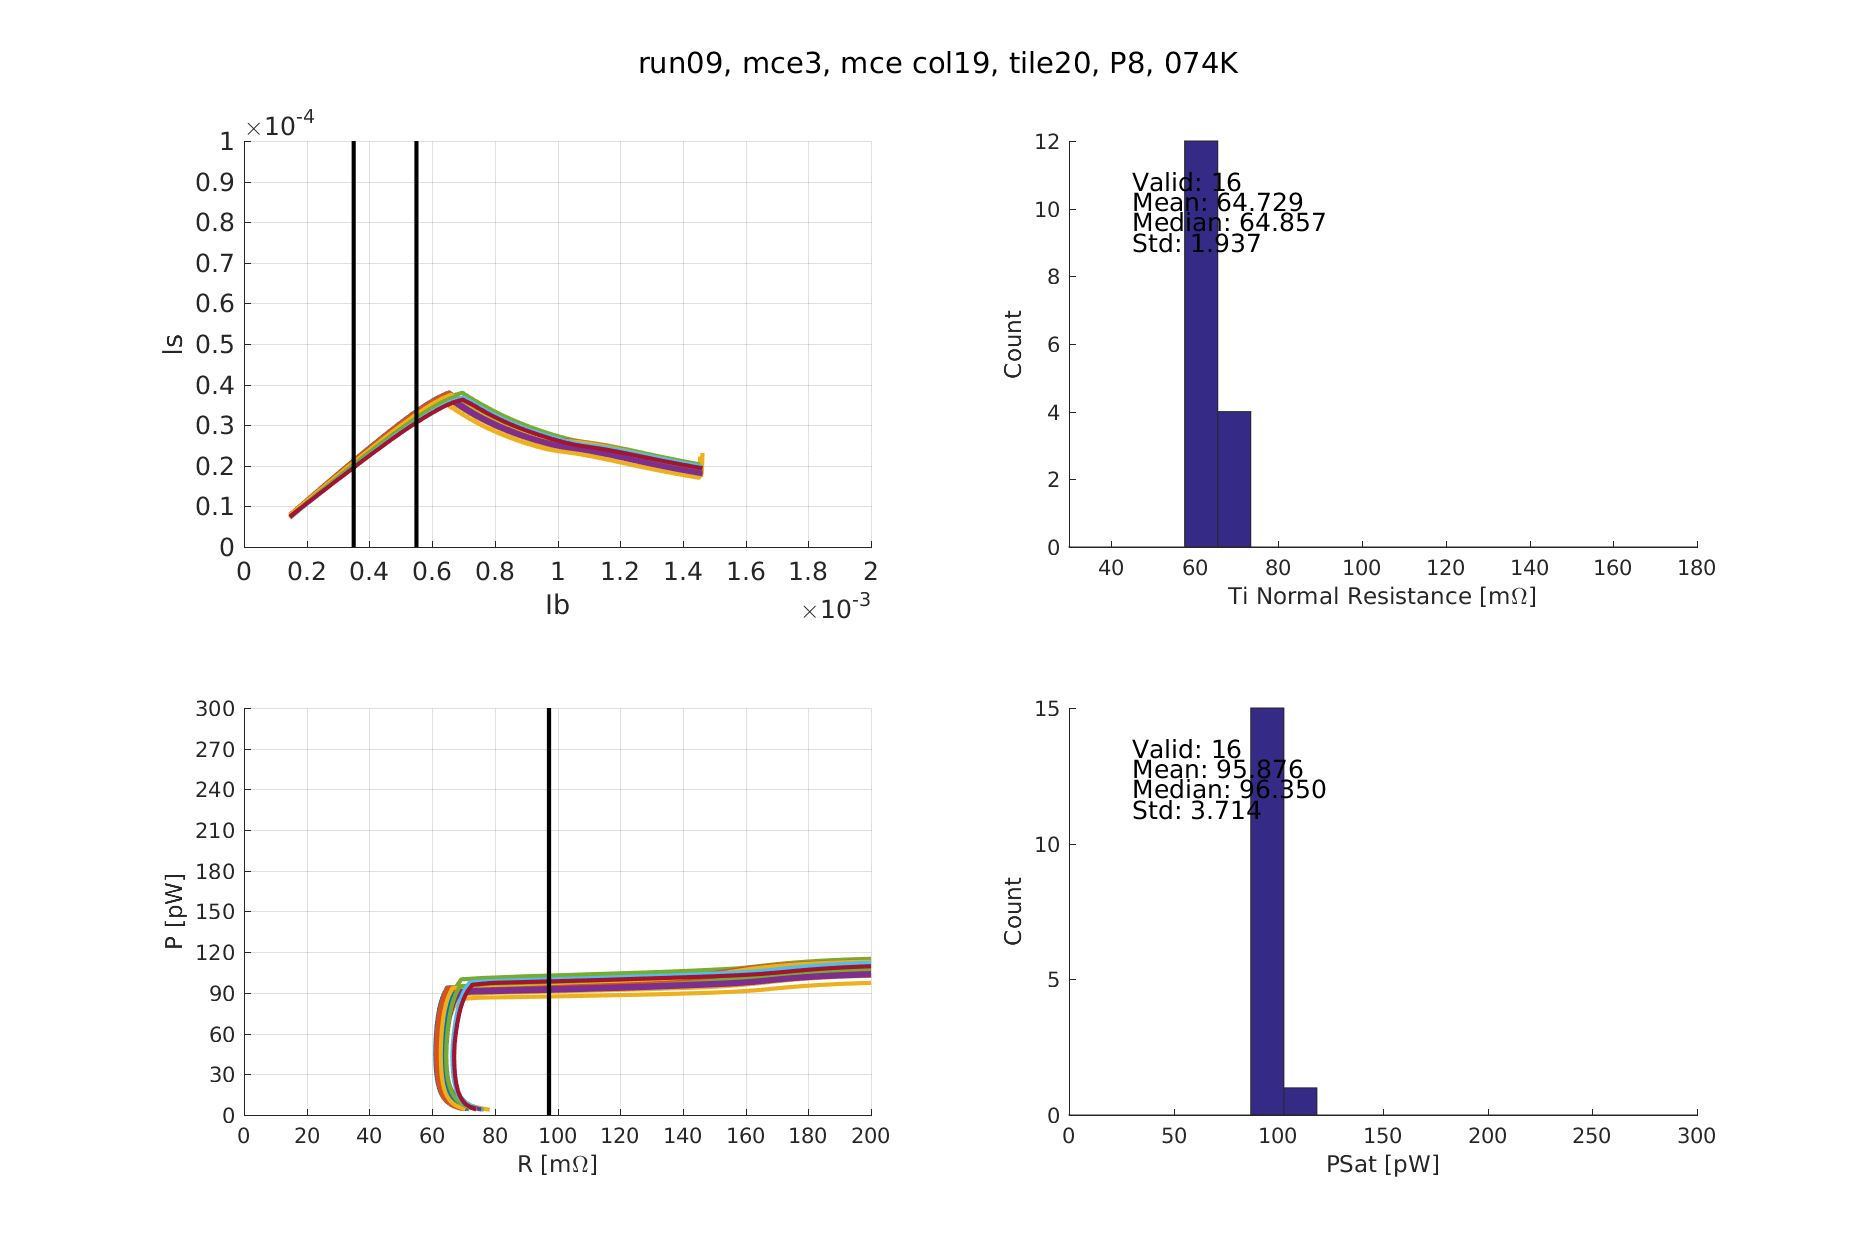 run09, mce3, mce col19, tile20, P8, 074K
×10-4
1
0.9
0.8
0.7
0.6
0.5
0.4
0.3
0.2
0.1
0
Is
0 0.2 0.4 0.6 0.8 1 1.2 1.4 1.6 1.8 2
Ib
×10-3
12
10
8
6
4
2
0
Count
Valid: 16
Mean: 64.729
Median: 64.857
Std: 1.937
40 60 80 100 120 140 160 180
Ti Normal Resistance [mΩ]
300
270
240
210
180
150
120
90
60
30
0
P [pW]
0 20 40 60 80 100 120 140 160 180 200
R [mΩ]
15
10
5
0
Count
Valid: 16
Mean: 95.876
Median: 96.350
Std: 3.714
0 50 100 150 200 250 300
PSat [pW]